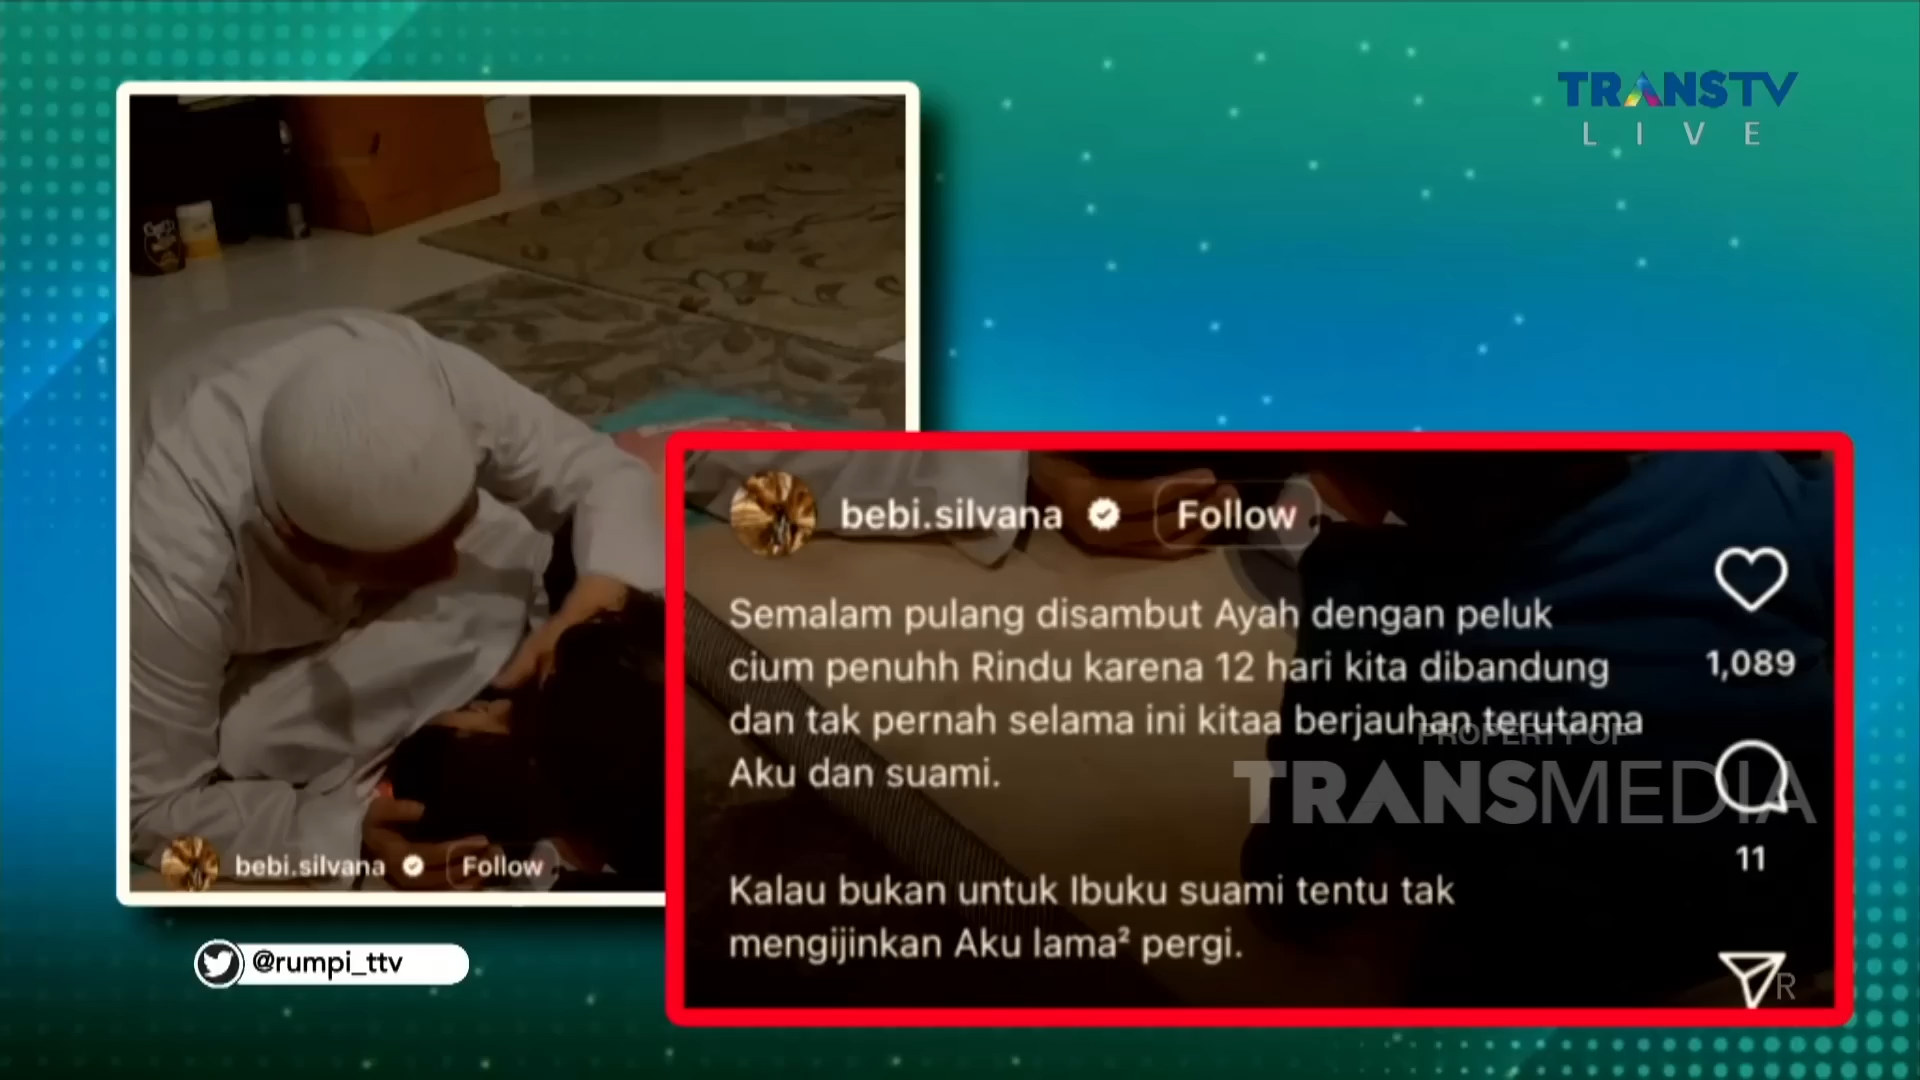 TRANSTV
LIVE
bebi.silvana Follow
Semalam pulang disambut Ayah dengan peluk
cium penuhh Rindu karena 12 hari kita dibandung
dan tak pernah selama ini kitaa berjauhan terutama
Aku dan suami.
Kalau bukan untuk Ibuku suami tentu tak
mengijinkan Aku lama² pergi.
1,089
11
PROPERTY OF
TRANSMEDIA
R
bebi.silvana Follow
@rumpi_ttv